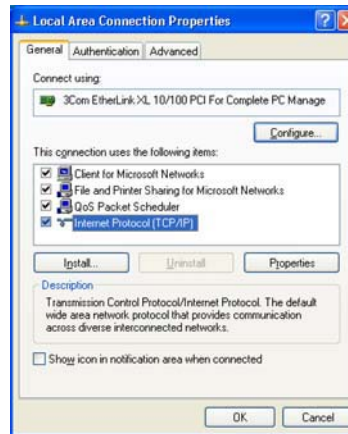 Local Area Connection Properties
General Authentication Advanced
Connect using:
3Com EtherLink XL 10/100 PCI For Complete PC Manage
Configure...
This connection uses the following items:
Client for Microsoft Networks
File and Printer Sharing for Microsoft Networks
QoS Packet Scheduler
Internet Protocol (TCP/IP)
Install... Uninstall Properties
Description
Transmission Control Protocol/Internet Protocol. The default
wide area network protocol that provides communication
across diverse interconnected networks.
Show icon in notification area when connected
OK Cancel